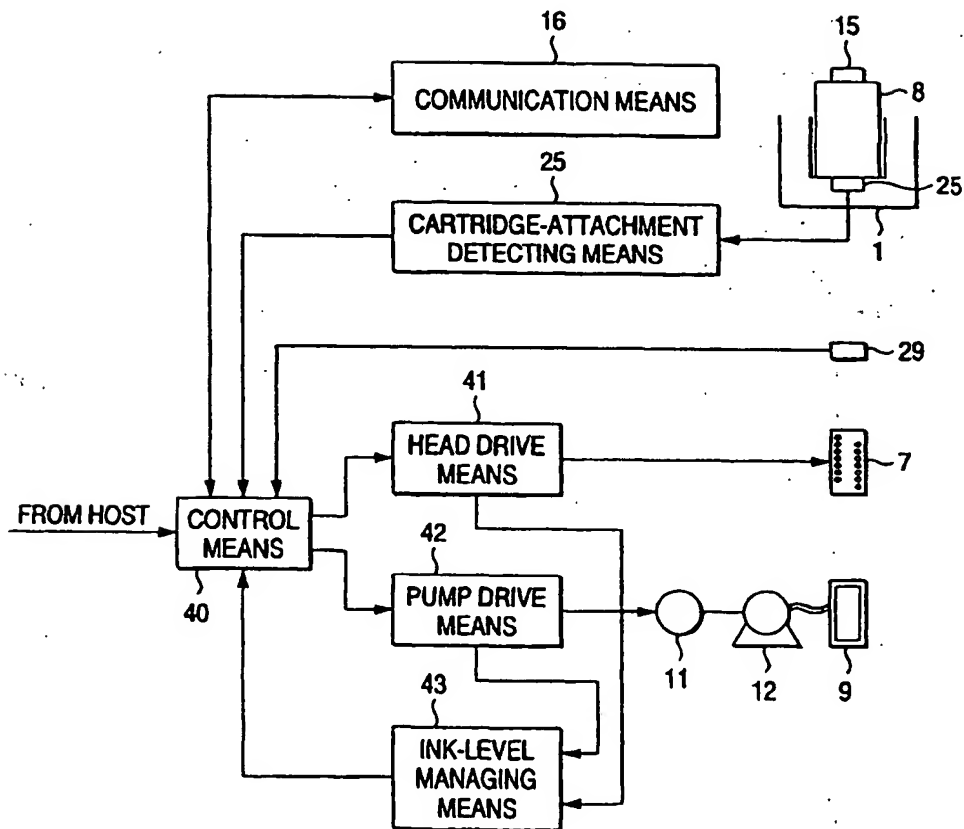 16
COMMUNICATION MEANS
15
8
25
1
25
CARTRIDGE-ATTACHMENT
DETECTING MEANS
29
41
HEAD DRIVE
MEANS
7
FROM HOST
CONTROL
MEANS
40
42
PUMP DRIVE
MEANS
11
12
9
43
INK-LEVEL
MANAGING
MEANS